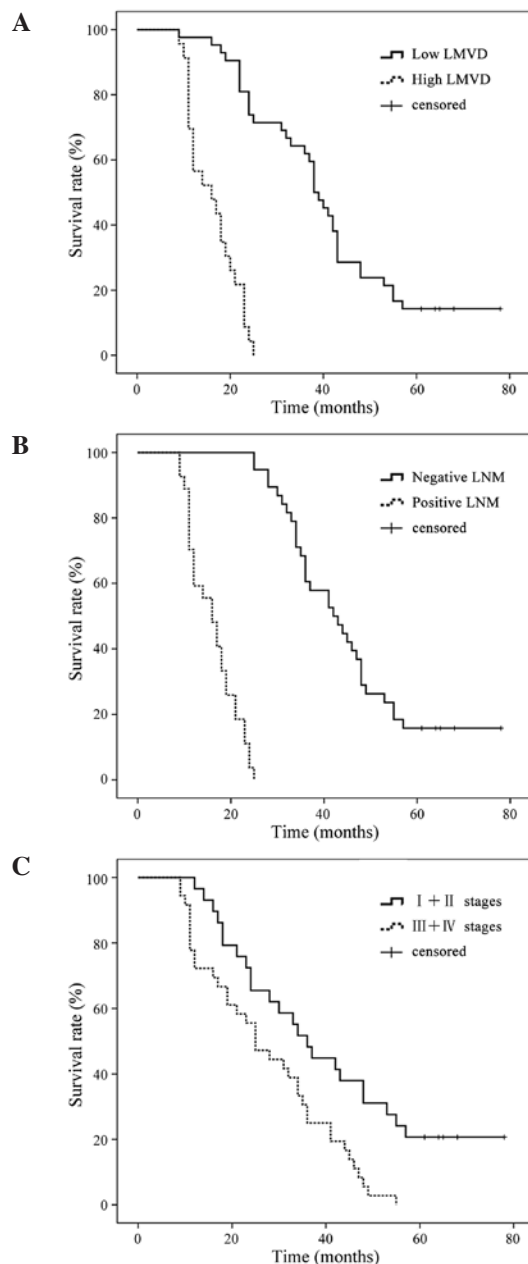 A
100
80
60
40
20
0
Survival rate (%)
Low LMVD
High LMVD
censored
0 20 40 60 80
Time (months)
B
100
80
60
40
20
0
Survival rate (%)
Negative LNM
Positive LNM
censored
0 20 40 60 80
Time (months)
C
100
80
60
40
20
0
Survival rate (%)
Ⅰ+Ⅱ stages
Ⅲ+Ⅳ stages
censored
0 20 40 60 80
Time (months)